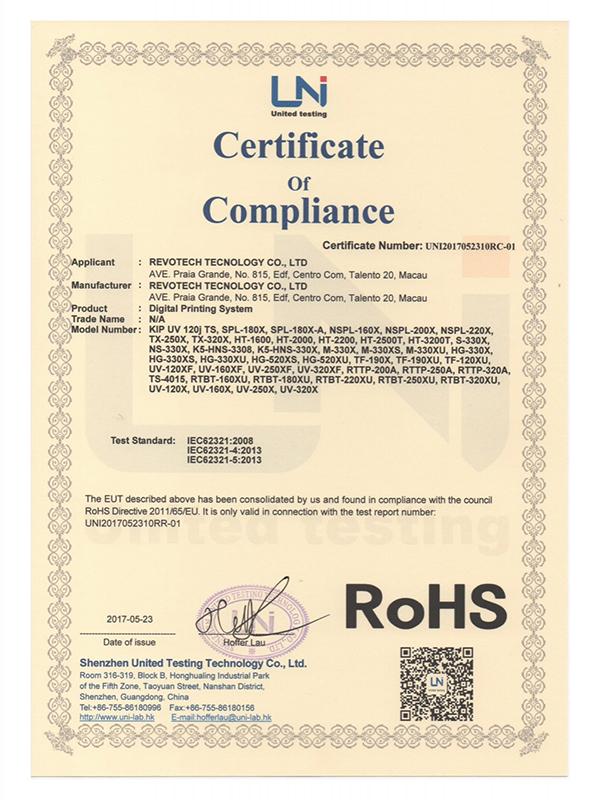 UNi
United testing
Certificate
Of
Compliance
Certificate Number: UNI2017052310RC-01
Applicant : REVOTECH TECNOLOGY CO., LTD
AVE. Praia Grande, No. 815, Edf, Centro Com, Talento 20, Macau
Manufacturer : REVOTECH TECNOLOGY CO., LTD
AVE. Praia Grande, No. 815, Edf, Centro Com, Talento 20, Macau
Product : Digital Printing System
Trade Name : N/A
Model Number : KIP UV 120j TS, SPL-180X, SPL-180X-A, NSPL-160X, NSPL-200X, NSPL-220X,
TX-250X, TX-320X, HT-1600, HT-2000, HT-2200, HT-2500T, HT-3200T, S-330X,
NS-330X, K5-HNS-3308, K5-HNS-330X, M-330X, M-330XS, M-330XU, HG-330X,
HG-330XS, HG-330XU, HG-520XS, HG-520XU, TF-190X, TF-190XU, TF-120XU,
UV-120XF, UV-160XF, UV-250XF, UV-320XF, RTTP-200A, RTTP-250A, RTTP-320A,
TS-4015, RTBT-160XU, RTBT-180XU, RTBT-220XU, RTBT-250XU, RTBT-320XU,
UV-120X, UV-160X, UV-250X, UV-320X
Test Standard: IEC62321:2008
IEC62321-4:2013
IEC62321-5:2013
The EUT described above has been consolidated by us and found in compliance with the council
RoHS Directive 2011/65/EU. It is only valid in connection with the test report number:
UNI2017052310RR-01
United testing
2017-05-23
Date of issue
UNITED TESTING TECHNOLOGY
UNi
Hoffer Lau
RoHS
Shenzhen United Testing Technology Co., Ltd.
Room 316-319, Block B, Honghualing Industrial Park
of the Fifth Zone, Taoyuan Street, Nanshan District,
Shenzhen, Guangdong, China
Tel:+86-755-86180996 Fax:+86-755-86180156
http://www.uni-lab.hk E-mail:hofferlau@uni-lab.hk
UNi